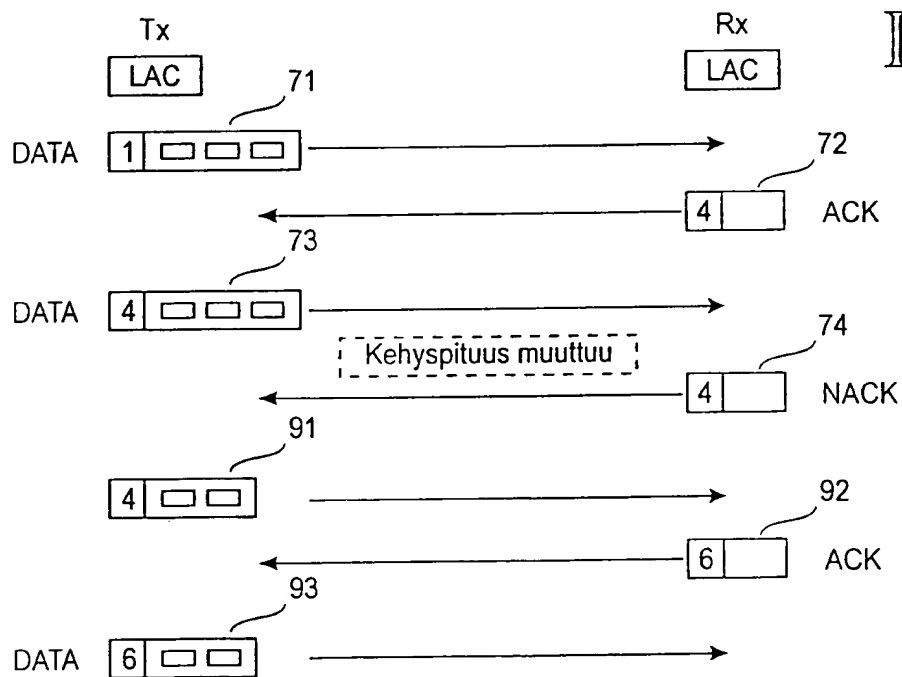 Tx Rx
LAC LAC
71
DATA 1
72
4 ACK
73
DATA 4
Kehyspituus muuttuu
74
4 NACK
91
4
92
6 ACK
93
DATA 6